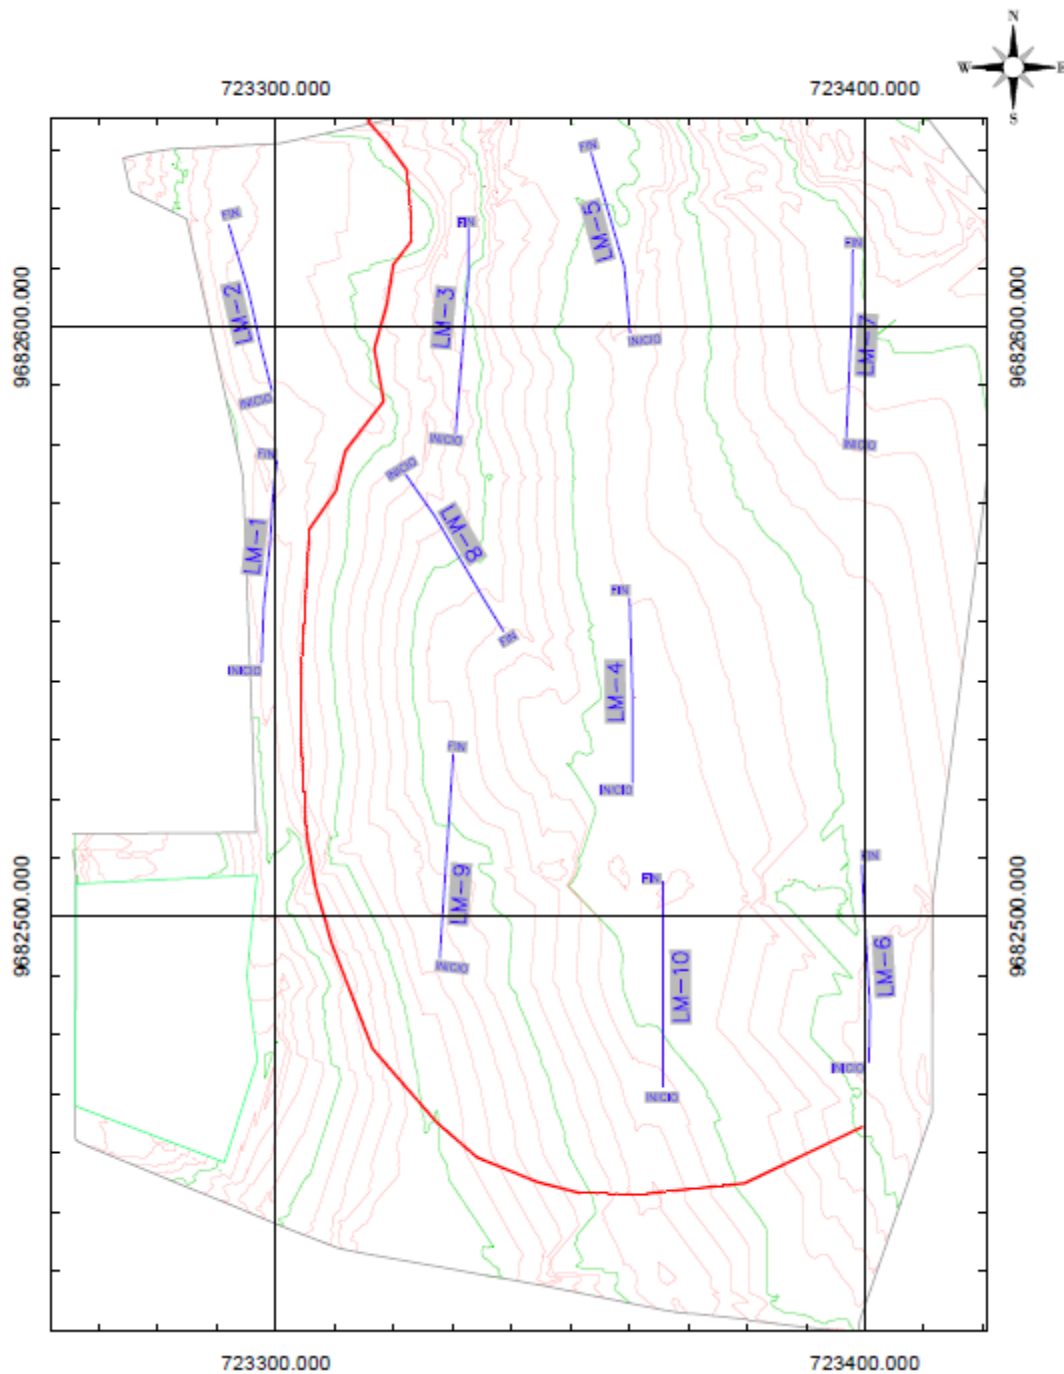 N
W E
S
723300.000 723400.000
FIN
FIN
FIN
FIN
LM-5
FIN
9682600.000
LM-2
LM-3
9682600.000
INICIO
LM-7
INICIO
INICIO
INICIO
FIN
INICIO
LM-8
LM-1
FIN
FIN
INICIO
LM-4
FIN
INICIO
FIN
FIN
9682500.000
LM-9
9682500.000
INICIO
LM-10
LM-6
INICIO
INICIO
723300.000 723400.000